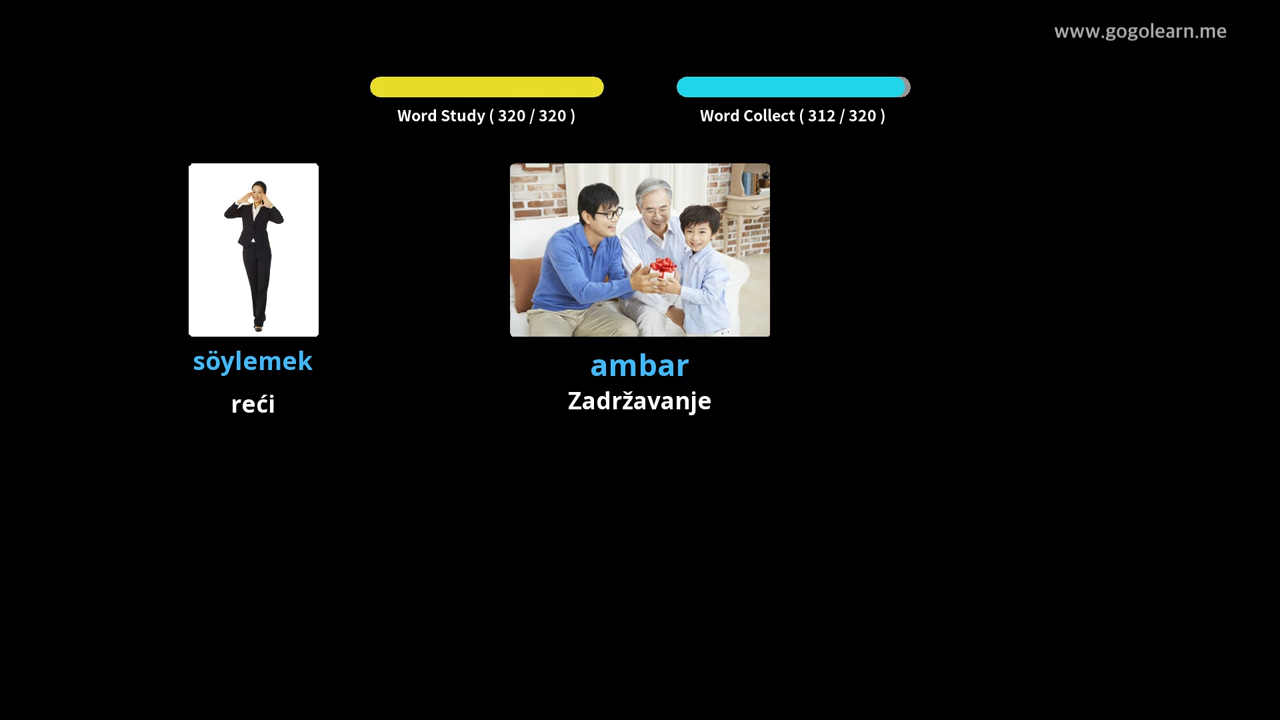 www.gogolearn.me
Word Study ( 320 / 320 )
Word Collect ( 312 / 320 )
söylemek
reći
ambar
Zadržavanje